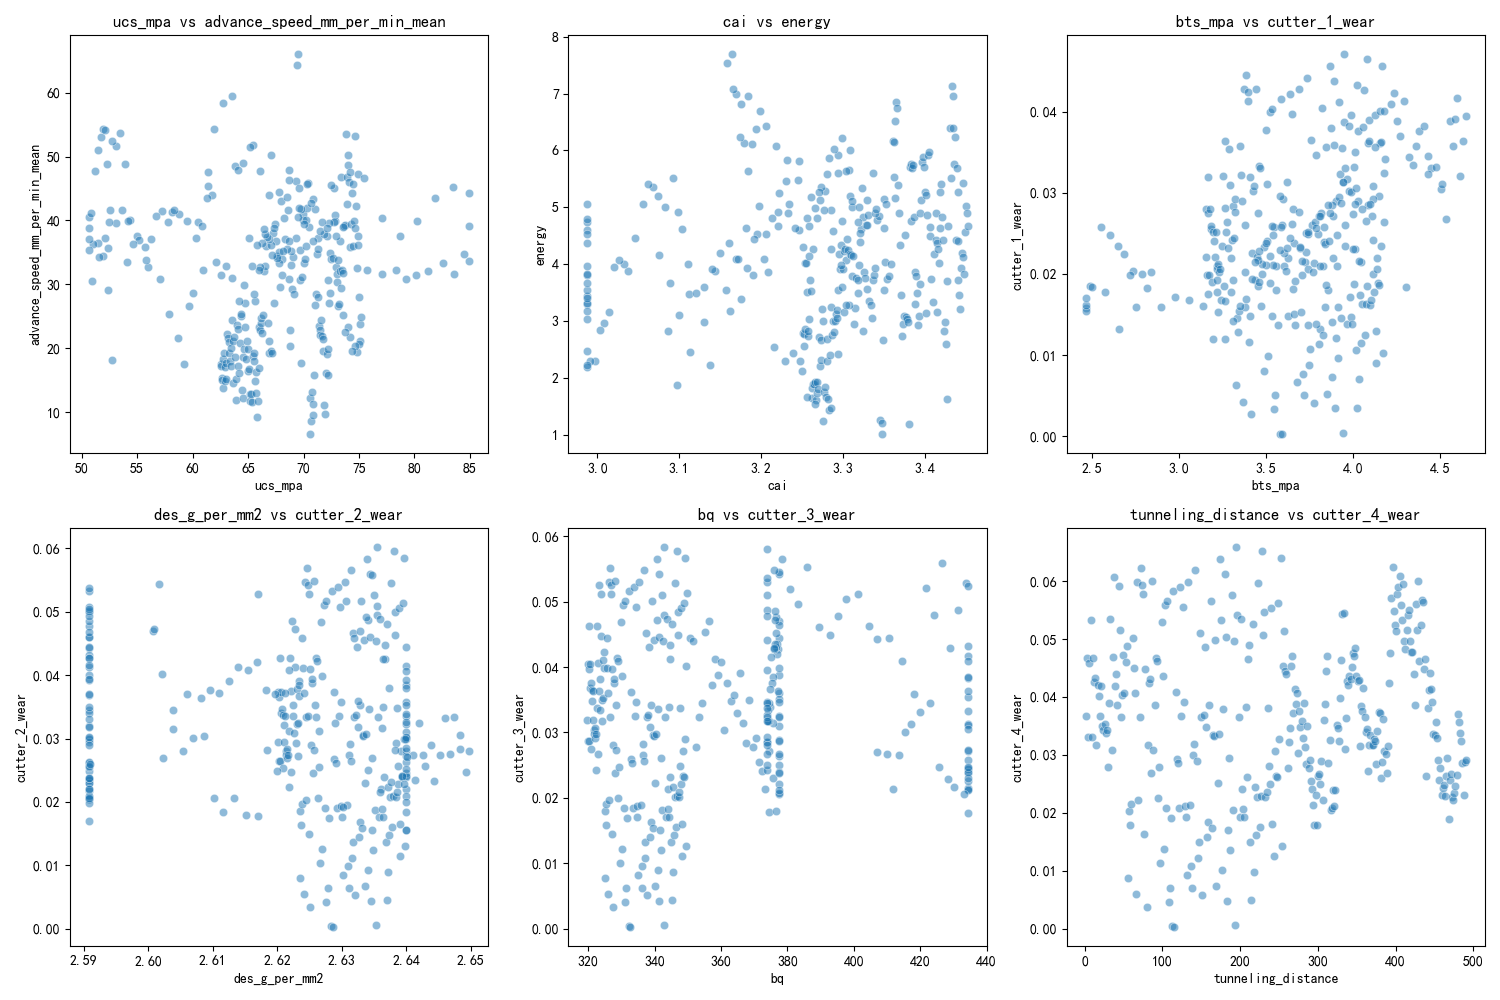 ucs_mpa vs advance_speed_mm_per_min_mean
advance_speed_mm_per_min_mean
60
50
40
30
20
10
50 55 60 65 70 75 80 85
ucs_mpa
cai vs energy
energy
8
7
6
5
4
3
2
1
3.0 3.1 3.2 3.3 3.4
cai
bts_mpa vs cutter_1_wear
cutter_1_wear
0.04
0.03
0.02
0.01
0.00
2.5 3.0 3.5 4.0 4.5
bts_mpa
des_g_per_mm2 vs cutter_2_wear
cutter_2_wear
0.06
0.05
0.04
0.03
0.02
0.01
0.00
2.59 2.60 2.61 2.62 2.63 2.64 2.65
des_g_per_mm2
bq vs cutter_3_wear
cutter_3_wear
0.06
0.05
0.04
0.03
0.02
0.01
0.00
320 340 360 380 400 420 440
bq
tunneling_distance vs cutter_4_wear
cutter_4_wear
0.06
0.05
0.04
0.03
0.02
0.01
0.00
0 100 200 300 400 500
tunneling_distance